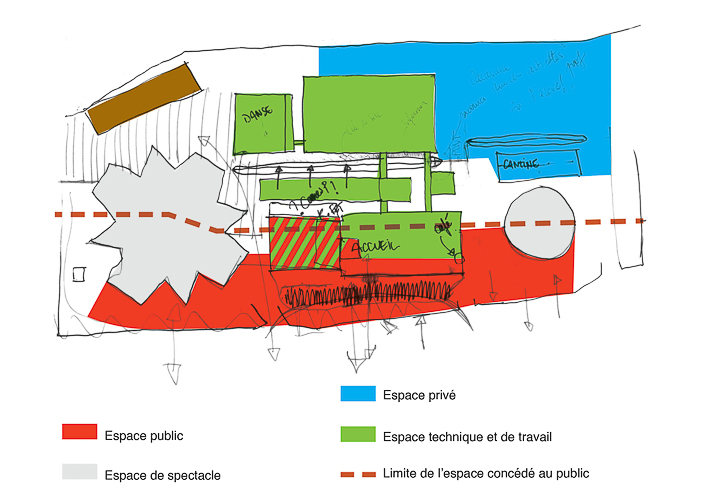 DANSE
CANTINE
ACCUEIL
café
Espace privé
Espace public
Espace technique et de travail
Espace de spectacle
Limite de l'espace concédé au public